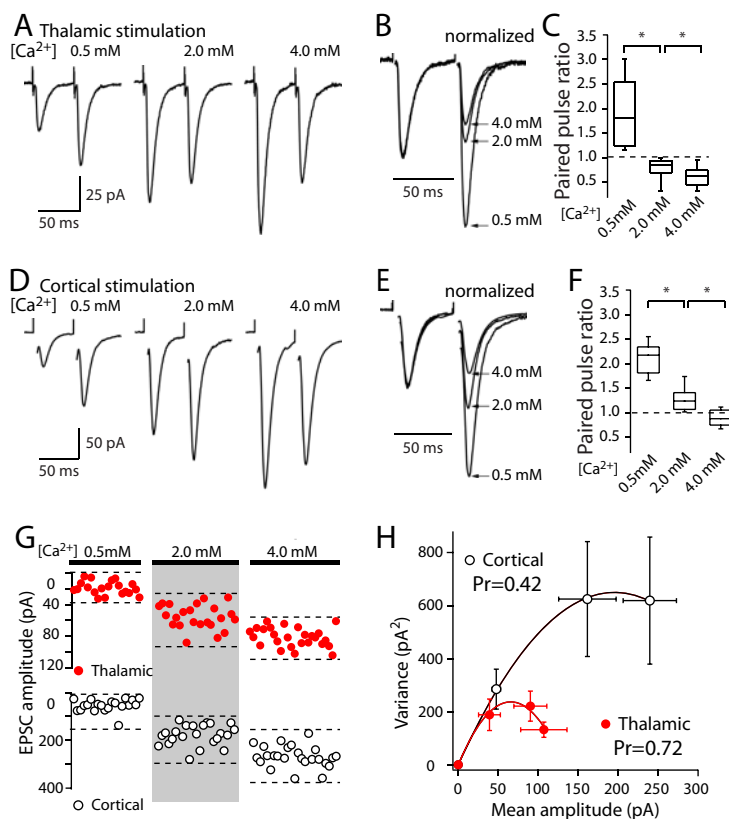 A Thalamic stimulation
[Ca²⁺] 0.5 mM 2.0 mM 4.0 mM
25 pA
50 ms
B normalized
4.0 mM
2.0 mM
0.5 mM
50 ms
C
Paired pulse ratio
* *
3.5
3.0
2.5
2.0
1.5
1.0
0.5
[Ca²⁺] 0.5mM 2.0 mM 4.0 mM
D Cortical stimulation
[Ca²⁺] 0.5 mM 2.0 mM 4.0 mM
50 pA
50 ms
E normalized
4.0 mM
2.0 mM
0.5 mM
50 ms
F
Paired pulse ratio
* *
3.5
3.0
2.5
2.0
1.5
1.0
0.5
[Ca²⁺] 0.5mM 2.0 mM 4.0 mM
G
[Ca²⁺] 0.5mM 2.0 mM 4.0 mM
EPSC amplitude (pA)
0
40
80
120
Thalamic
0
200
400
Cortical
H
Variance (pA²)
800
600
400
200
0
Cortical
Pr=0.42
Thalamic
Pr=0.72
0 50 100 150 200 250 300
Mean amplitude (pA)